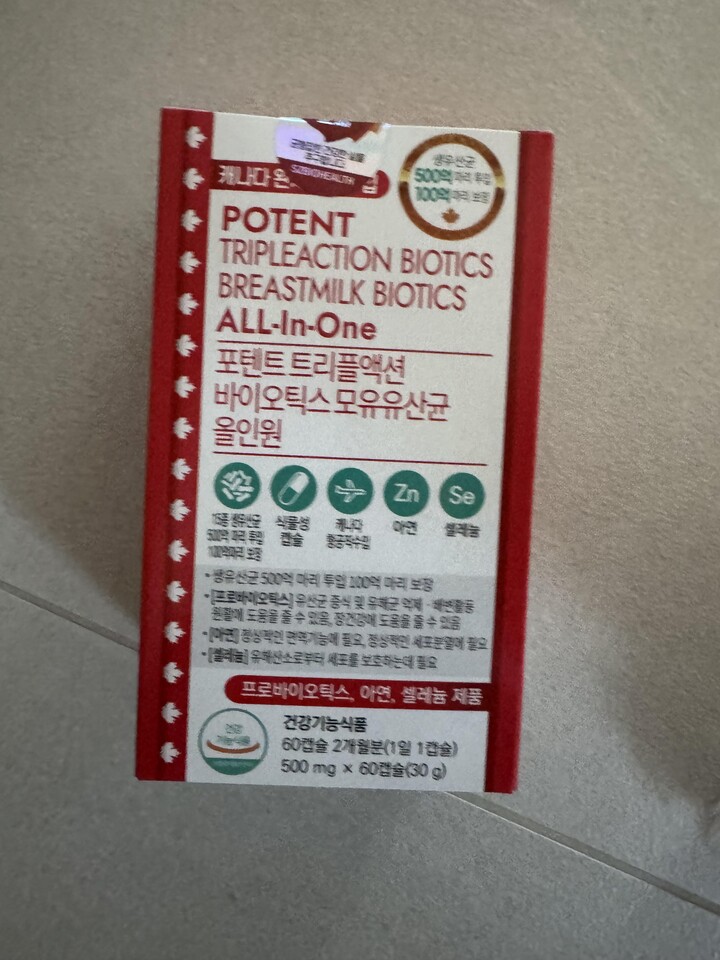 SZBIOHEALTH
캐나다
생유산균
500억 마리 투입
100억 마리 보장
POTENT
TRIPLEACTION BIOTICS
BREASTMILK BIOTICS
ALL-In-One
포텐트 트리플액션
바이오틱스 모유유산균
올인원
Zn
Se
15종 생유산균
500억 마리 투입
100억마리 보장
식물성
캡슐
캐나다
항공직수입
아연
셀레늄
• 생유산균 500억 마리 투입 100억 마리 보장
• [프로바이오틱스] 유산균 증식 및 유해균 억제 · 배변활동
원활에 도움을 줄 수 있음, 장건강에 도움을 줄 수 있음
• [아연] 정상적인 면역기능에 필요, 정상적인 세포분열에 필요
• [셀레늄] 유해산소로부터 세포를 보호하는데 필요
프로바이오틱스, 아연, 셀레늄 제품
건강
기능식품
건강기능식품
60캡슐 2개월분(1일 1캡슐)
500 mg × 60캡슐(30 g)